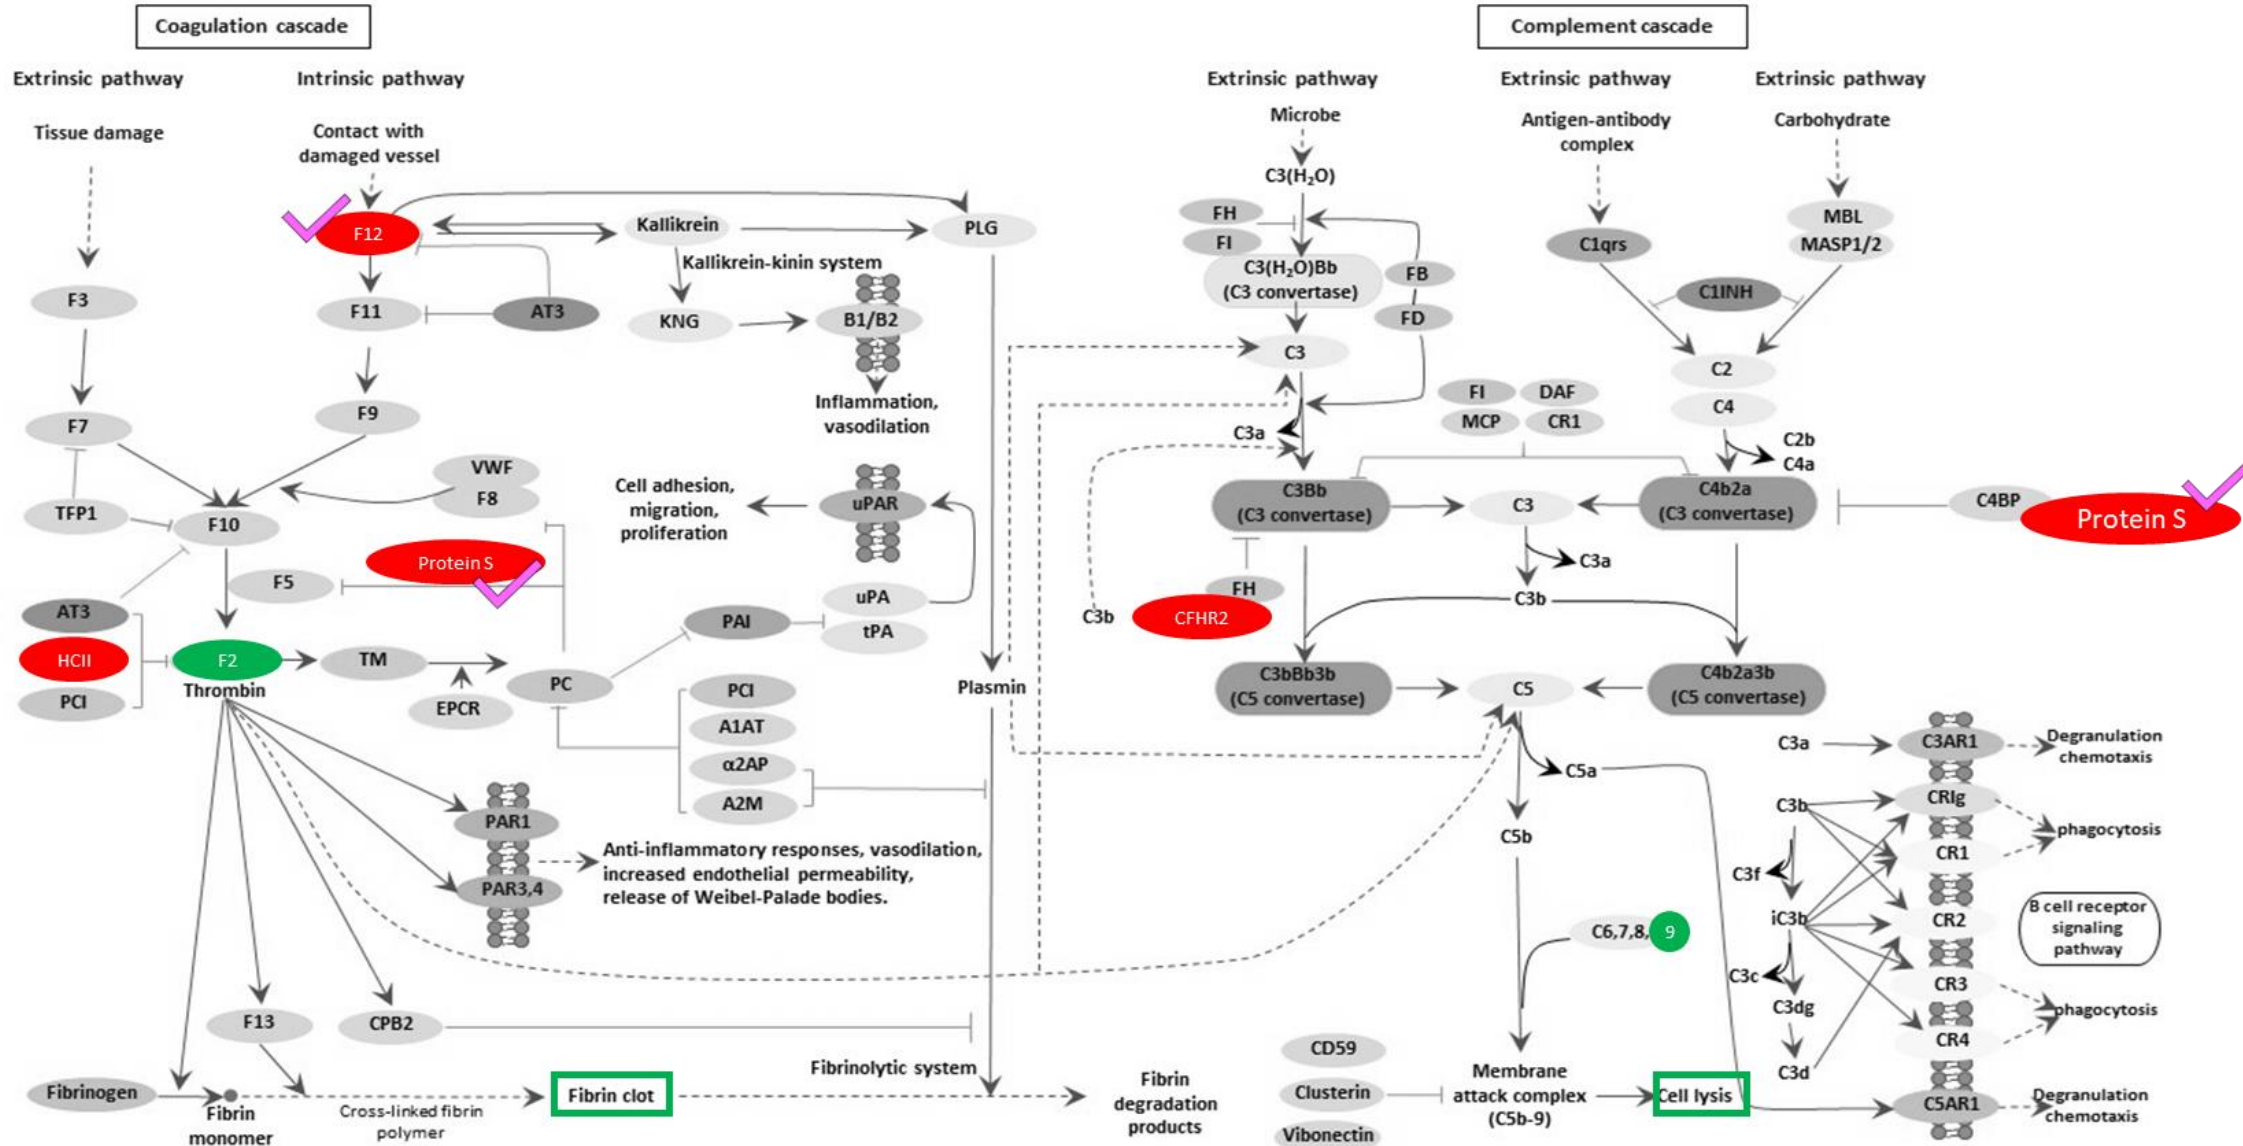 Coagulation cascade
Complement cascade
Extrinsic pathway
Intrinsic pathway
Extrinsic pathway
Extrinsic pathway
Extrinsic pathway
Tissue damage
Contact with
damaged vessel
Microbe
Antigen-antibody
complex
Carbohydrate
F12
Kallikrein
PLG
Kallikrein-kinin system
F3
F11
AT3
KNG
B1/B2
Inflammation,
vasodilation
F7
F9
VWF
F8
TFP1
F10
Cell adhesion,
migration,
proliferation
uPAR
Protein S
F5
AT3
HCII
PCI
F2
Thrombin
TM
EPCR
PC
PAI
uPA
tPA
PCI
A1AT
α2AP
A2M
Plasmin
PAR1
PAR3,4
Anti-inflammatory responses, vasodilation,
increased endothelial permeability,
release of Weibel-Palade bodies.
F13
CPB2
Fibrinogen
Fibrin
monomer
Cross-linked fibrin
polymer
Fibrin clot
Fibrinolytic system
Fibrin
degradation
products
C3(H₂O)
FH
FI
C3(H₂O)Bb
(C3 convertase)
FB
FD
C3
C3a
C1qrs
MBL
MASP1/2
C1INH
C2
C4
C2b
C4a
FI
DAF
MCP
CR1
C3Bb
(C3 convertase)
C3
C4b2a
(C3 convertase)
C4BP
Protein S
C3a
FH
CFHR2
C3b
C3b
C3bBb3b
(C5 convertase)
C5
C4b2a3b
(C5 convertase)
C5a
C5b
C6,7,8,
9
CD59
Clusterin
Vibonectin
Membrane
attack complex
(C5b-9)
Cell lysis
C3a
C3AR1
Degranulation
chemotaxis
C3b
CRIg
phagocytosis
CR1
C3f
iC3b
CR2
B cell receptor
signaling
pathway
C3c
C3dg
CR3
phagocytosis
CR4
C3d
C5AR1
Degranulation
chemotaxis